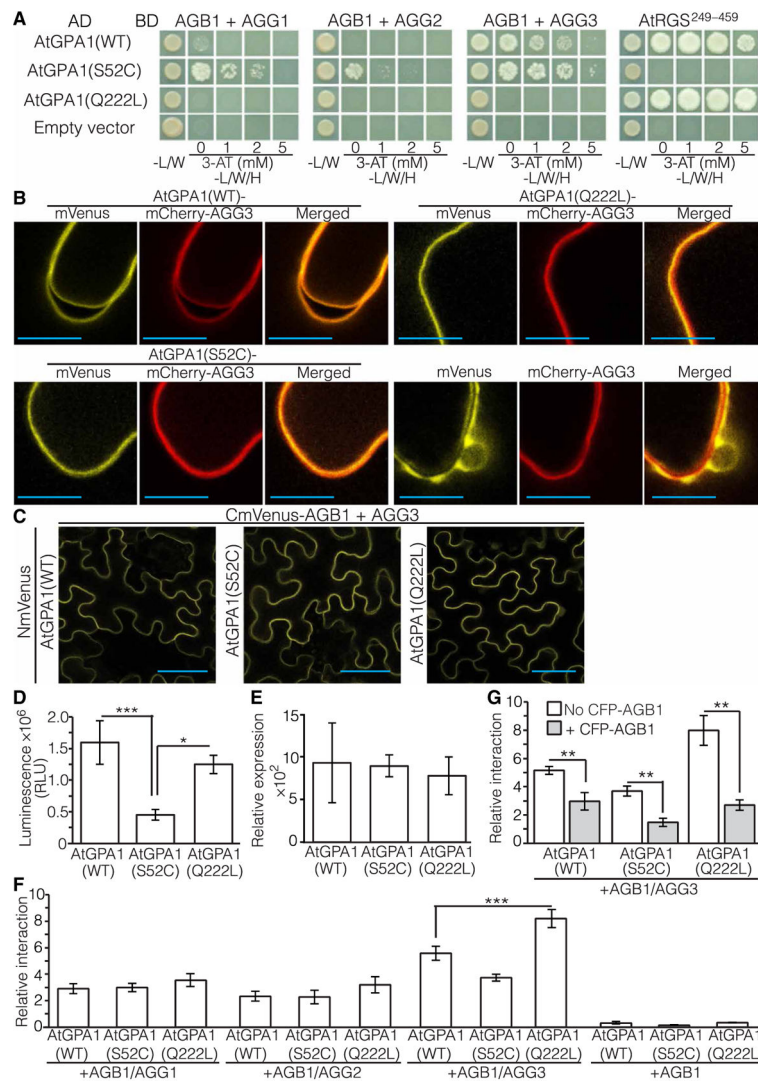 A AD BD AGB1 + AGG1 AGB1 + AGG2 AGB1 + AGG3 AtRGS249–459
AtGPA1(WT)
AtGPA1(S52C)
AtGPA1(Q222L)
Empty vector
0 1 2 5 0 1 2 5 0 1 2 5 0 1 2 5
-L/W 3-AT (mM) -L/W 3-AT (mM) -L/W 3-AT (mM) -L/W 3-AT (mM)
-L/W/H -L/W/H -L/W/H -L/W/H
B AtGPA1(WT)- AtGPA1(Q222L)-
mVenus mCherry-AGG3 Merged mVenus mCherry-AGG3 Merged
AtGPA1(S52C)-
mVenus mCherry-AGG3 Merged mVenus mCherry-AGG3 Merged
C CmVenus-AGB1 + AGG3
NmVenus
AtGPA1(WT)
AtGPA1(S52C)
AtGPA1(Q222L)
D
Luminescence ×10⁶
(RLU)
2.0
1.5
1.0
0.5
0
*** *
AtGPA1 AtGPA1 AtGPA1
(WT) (S52C) (Q222L)
E
Relative expression
×10²
15
10
5
0
AtGPA1 AtGPA1 AtGPA1
(WT) (S52C) (Q222L)
G
No CFP-AGB1
+ CFP-AGB1
Relative interaction
10
8
6
4
2
0
** ** **
AtGPA1 AtGPA1 AtGPA1
(WT) (S52C) (Q222L)
+AGB1/AGG3
F
Relative interaction
10
8
6
4
2
0
***
AtGPA1 AtGPA1 AtGPA1 AtGPA1 AtGPA1 AtGPA1 AtGPA1 AtGPA1 AtGPA1 AtGPA1 AtGPA1 AtGPA1
(WT) (S52C) (Q222L) (WT) (S52C) (Q222L) (WT) (S52C) (Q222L) (WT) (S52C) (Q222L)
+AGB1/AGG1 +AGB1/AGG2 +AGB1/AGG3 +AGB1